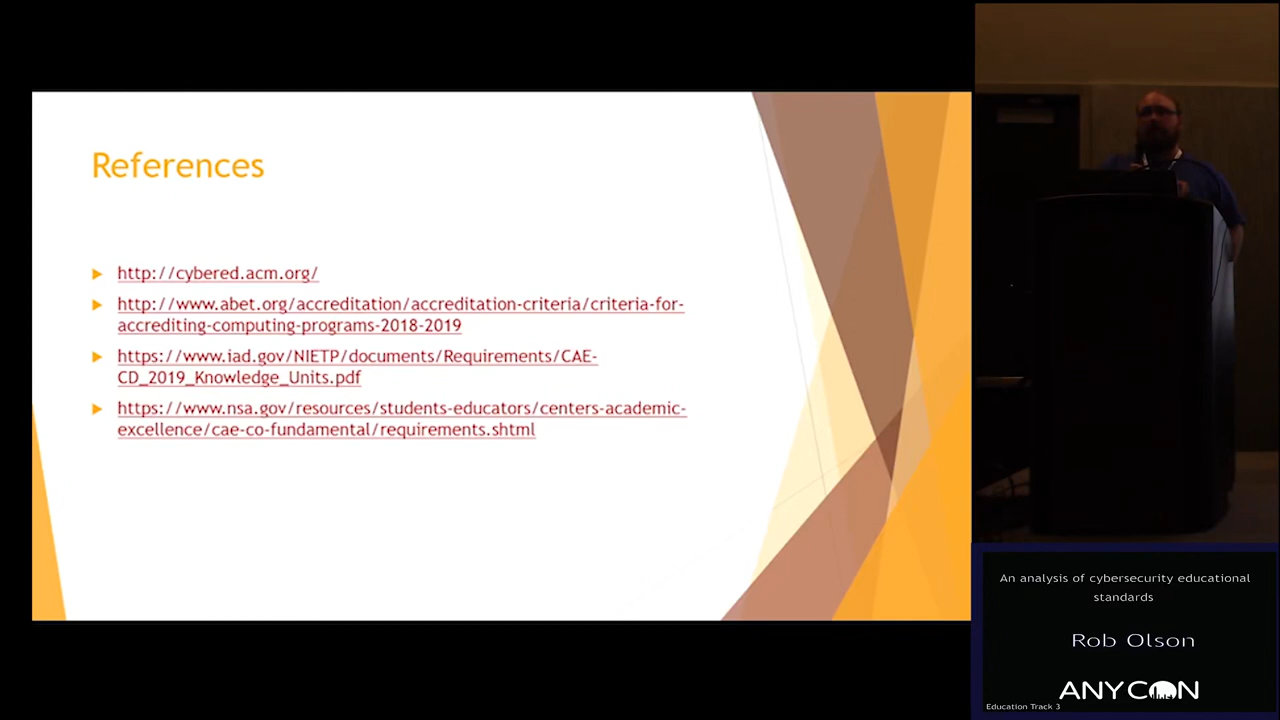 References
http://cybered.acm.org/
http://www.abet.org/accreditation/accreditation-criteria/criteria-for-
accrediting-computing-programs-2018-2019
https://www.iad.gov/NIETP/documents/Requirements/CAE-
CD_2019_Knowledge_Units.pdf
https://www.nsa.gov/resources/students-educators/centers-academic-
excellence/cae-co-fundamental/requirements.shtml
An analysis of cybersecurity educational
standards
Rob Olson
ANYCON
Education Track 3